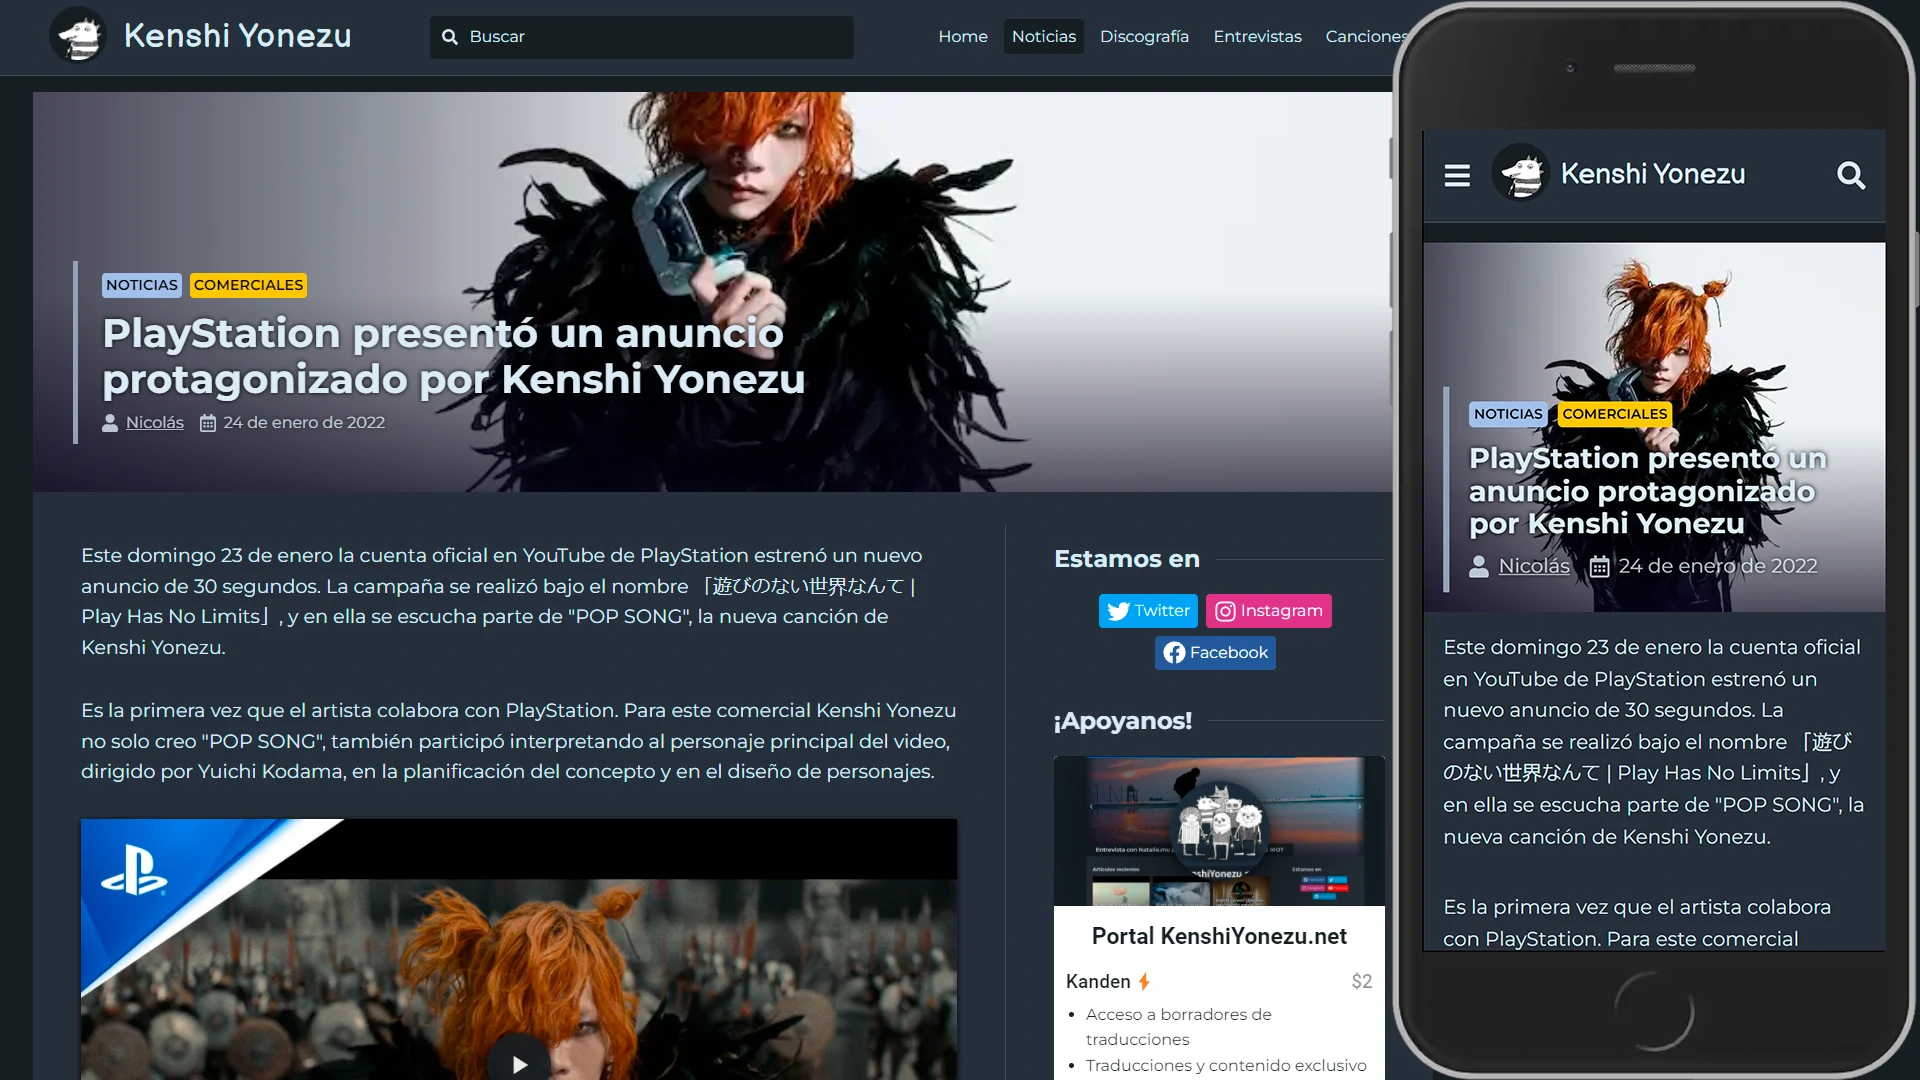 Kenshi Yonezu
Buscar
Home
Noticias
Discografía
Entrevistas
Canciones
NOTICIAS
COMERCIALES
PlayStation presentó un anuncio
protagonizado por Kenshi Yonezu
Nicolás
24 de enero de 2022
Este domingo 23 de enero la cuenta oficial en YouTube de PlayStation estrenó un nuevo
anuncio de 30 segundos. La campaña se realizó bajo el nombre 「遊びのない世界なんて |
Play Has No Limits」, y en ella se escucha parte de "POP SONG", la nueva canción de
Kenshi Yonezu.
Es la primera vez que el artista colabora con PlayStation. Para este comercial Kenshi Yonezu
no solo creo "POP SONG", también participó interpretando al personaje principal del video,
dirigido por Yuichi Kodama, en la planificación del concepto y en el diseño de personajes.
Estamos en
Twitter
Instagram
Facebook
¡Apoyanos!
Entrevista con Natalie.mu
RIOT
Artículos recientes
Estamos en
Portal KenshiYonezu.net
Kanden
$2
• Acceso a borradores de
traducciones
• Traducciones y contenido exclusivo
Kenshi Yonezu
NOTICIAS
COMERCIALES
PlayStation presentó un
anuncio protagonizado
por Kenshi Yonezu
Nicolás
24 de enero de 2022
Este domingo 23 de enero la cuenta oficial
en YouTube de PlayStation estrenó un
nuevo anuncio de 30 segundos. La
campaña se realizó bajo el nombre 「遊び
のない世界なんて | Play Has No Limits」, y
en ella se escucha parte de "POP SONG", la
nueva canción de Kenshi Yonezu.
Es la primera vez que el artista colabora
con PlayStation. Para este comercial